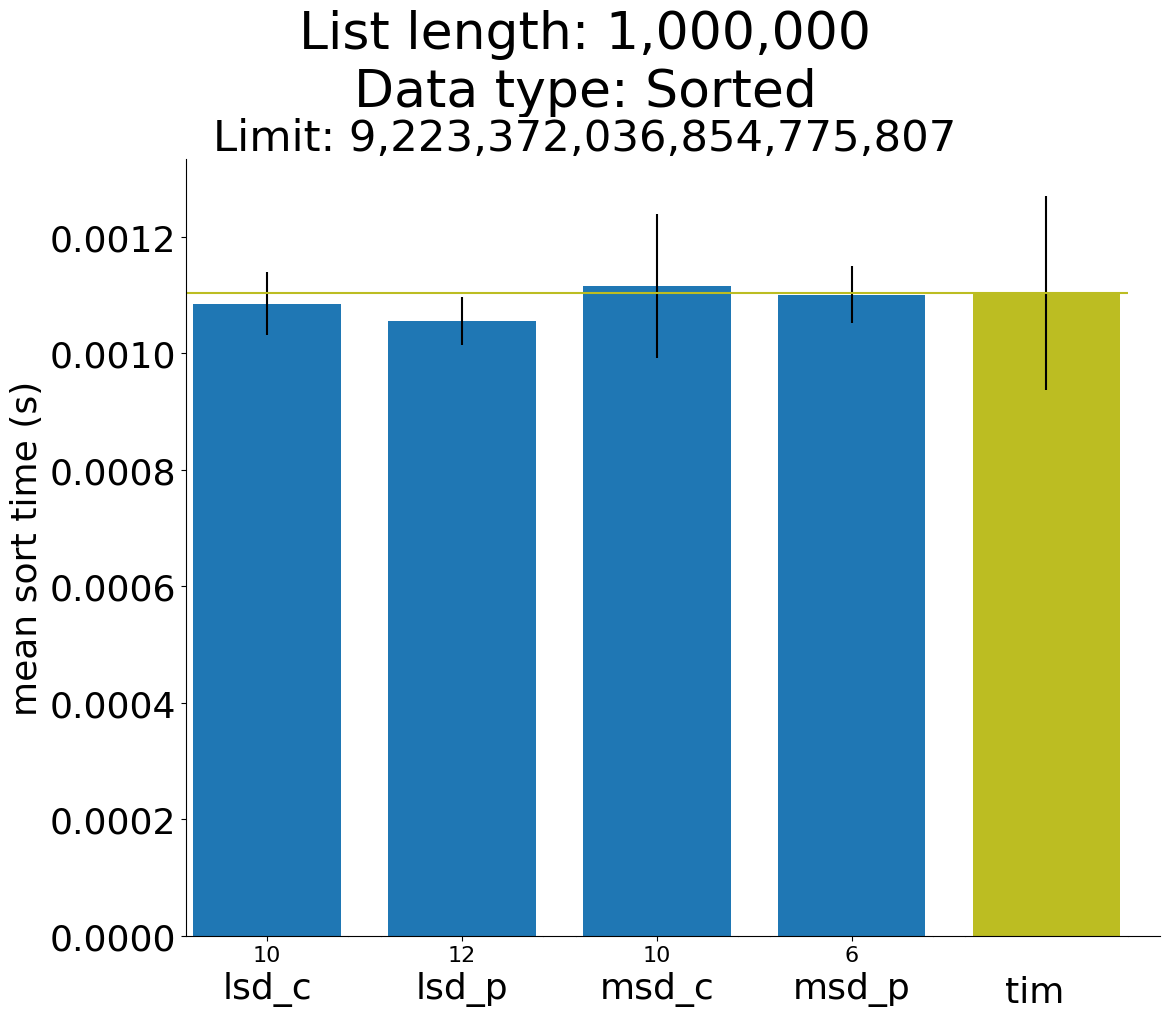 List length: 1,000,000
Data type: Sorted
Limit: 9,223,372,036,854,775,807
mean sort time (s)
0.0012
0.0010
0.0008
0.0006
0.0004
0.0002
0.0000
10 12 10 6
lsd_c lsd_p msd_c msd_p tim